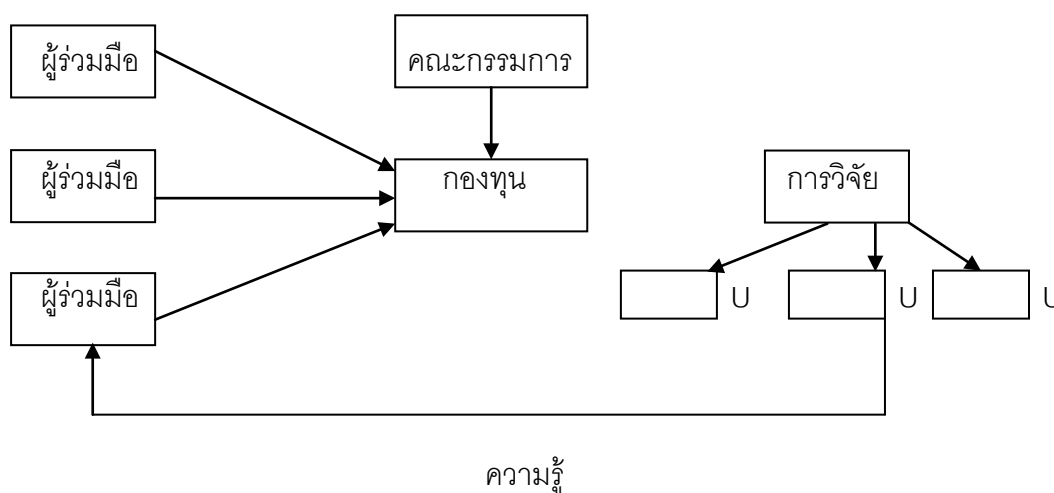 ผู้ร่วมมือ
คณะกรรมการ
ผู้ร่วมมือ
กองทุน
การวิจัย
ผู้ร่วมมือ
U
U
U
ความรู้